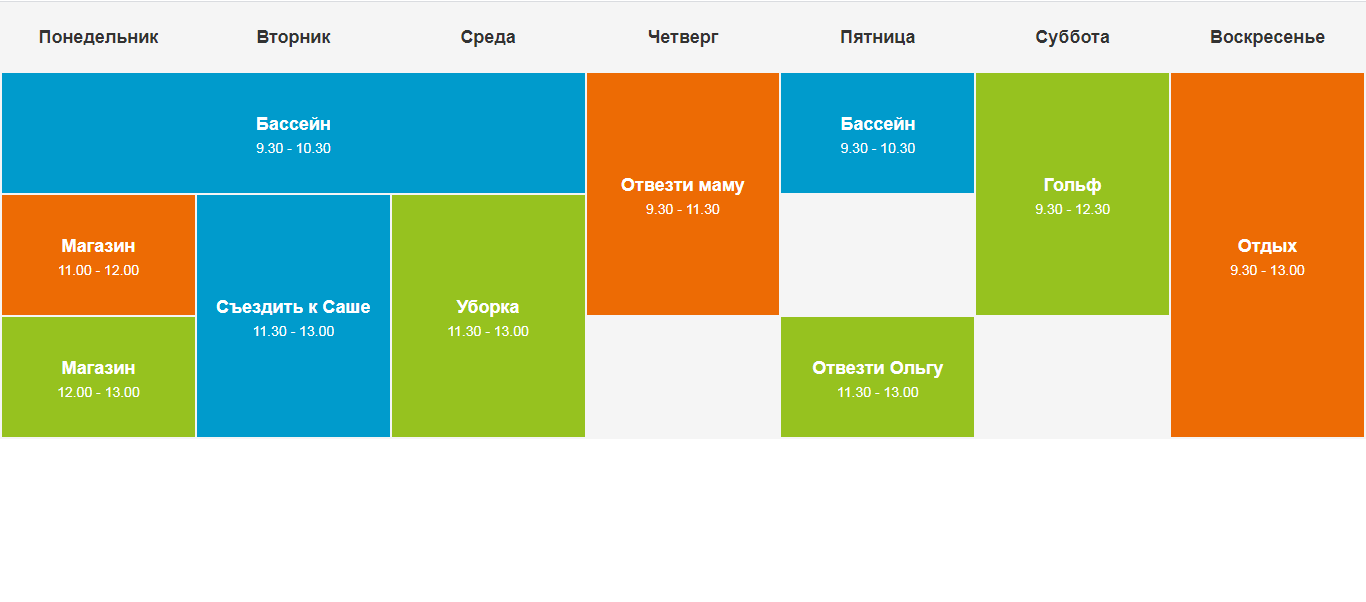 Понедельник
Вторник
Среда
Четверг
Пятница
Суббота
Воскресенье
Бассейн
9.30 - 10.30
Отвезти маму
9.30 - 11.30
Бассейн
9.30 - 10.30
Гольф
9.30 - 12.30
Отдых
9.30 - 13.00
Магазин
11.00 - 12.00
Съездить к Саше
11.30 - 13.00
Уборка
11.30 - 13.00
Магазин
12.00 - 13.00
Отвезти Ольгу
11.30 - 13.00